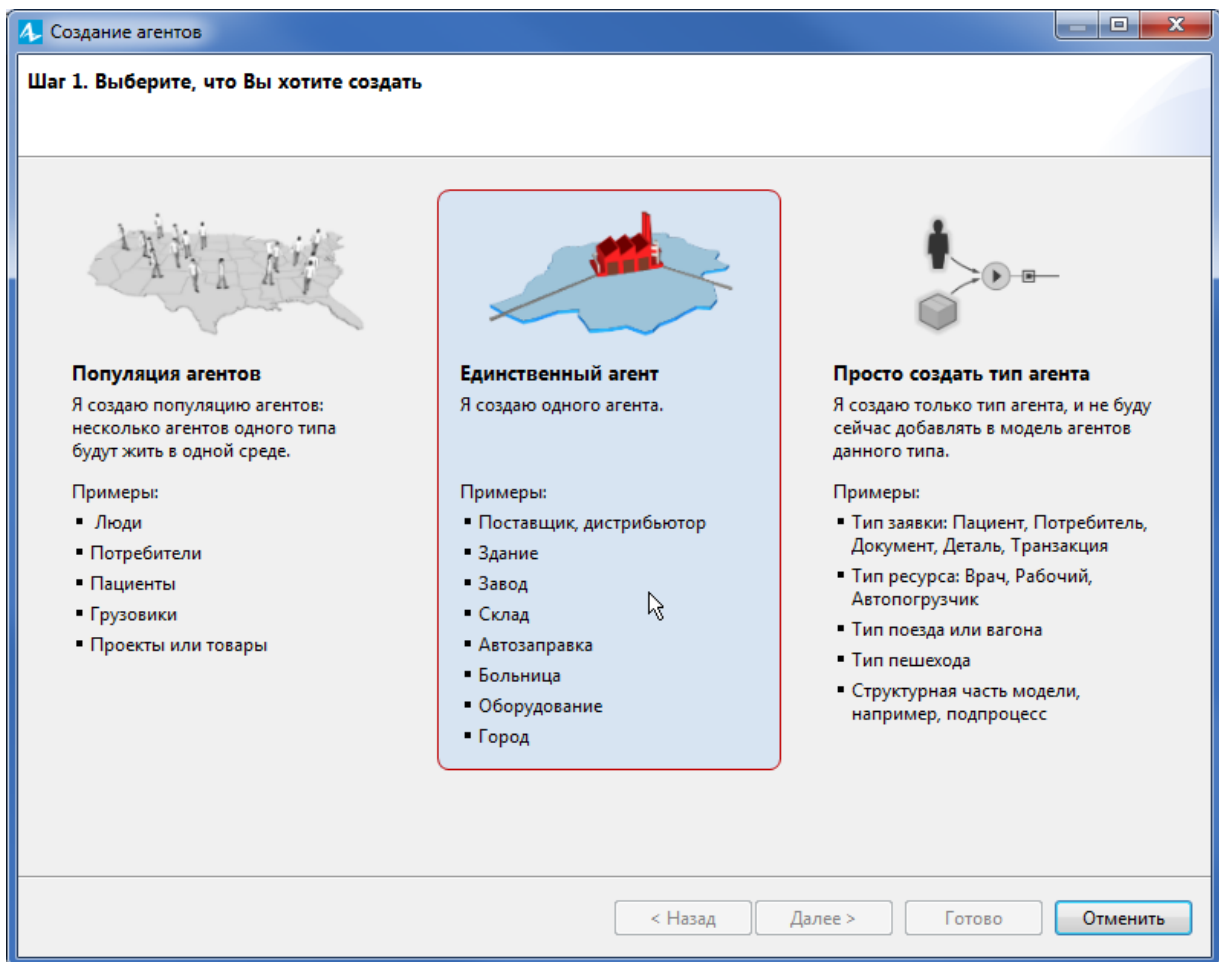 Создание агентов
Шаг 1. Выберите, что Вы хотите создать
Популяция агентов
Я создаю популяцию агентов:
несколько агентов одного типа
будут жить в одной среде.
Примеры:
▪ Люди
▪ Потребители
▪ Пациенты
▪ Грузовики
▪ Проекты или товары
Единственный агент
Я создаю одного агента.
Примеры:
▪ Поставщик, дистрибьютор
▪ Здание
▪ Завод
▪ Склад
▪ Автозаправка
▪ Больница
▪ Оборудование
▪ Город
Просто создать тип агента
Я создаю только тип агента, и не буду
сейчас добавлять в модель агентов
данного типа.
Примеры:
▪ Тип заявки: Пациент, Потребитель,
Документ, Деталь, Транзакция
▪ Тип ресурса: Врач, Рабочий,
Автопогрузчик
▪ Тип поезда или вагона
▪ Тип пешехода
▪ Структурная часть модели,
например, подпроцесс
< Назад
Далее >
Готово
Отменить